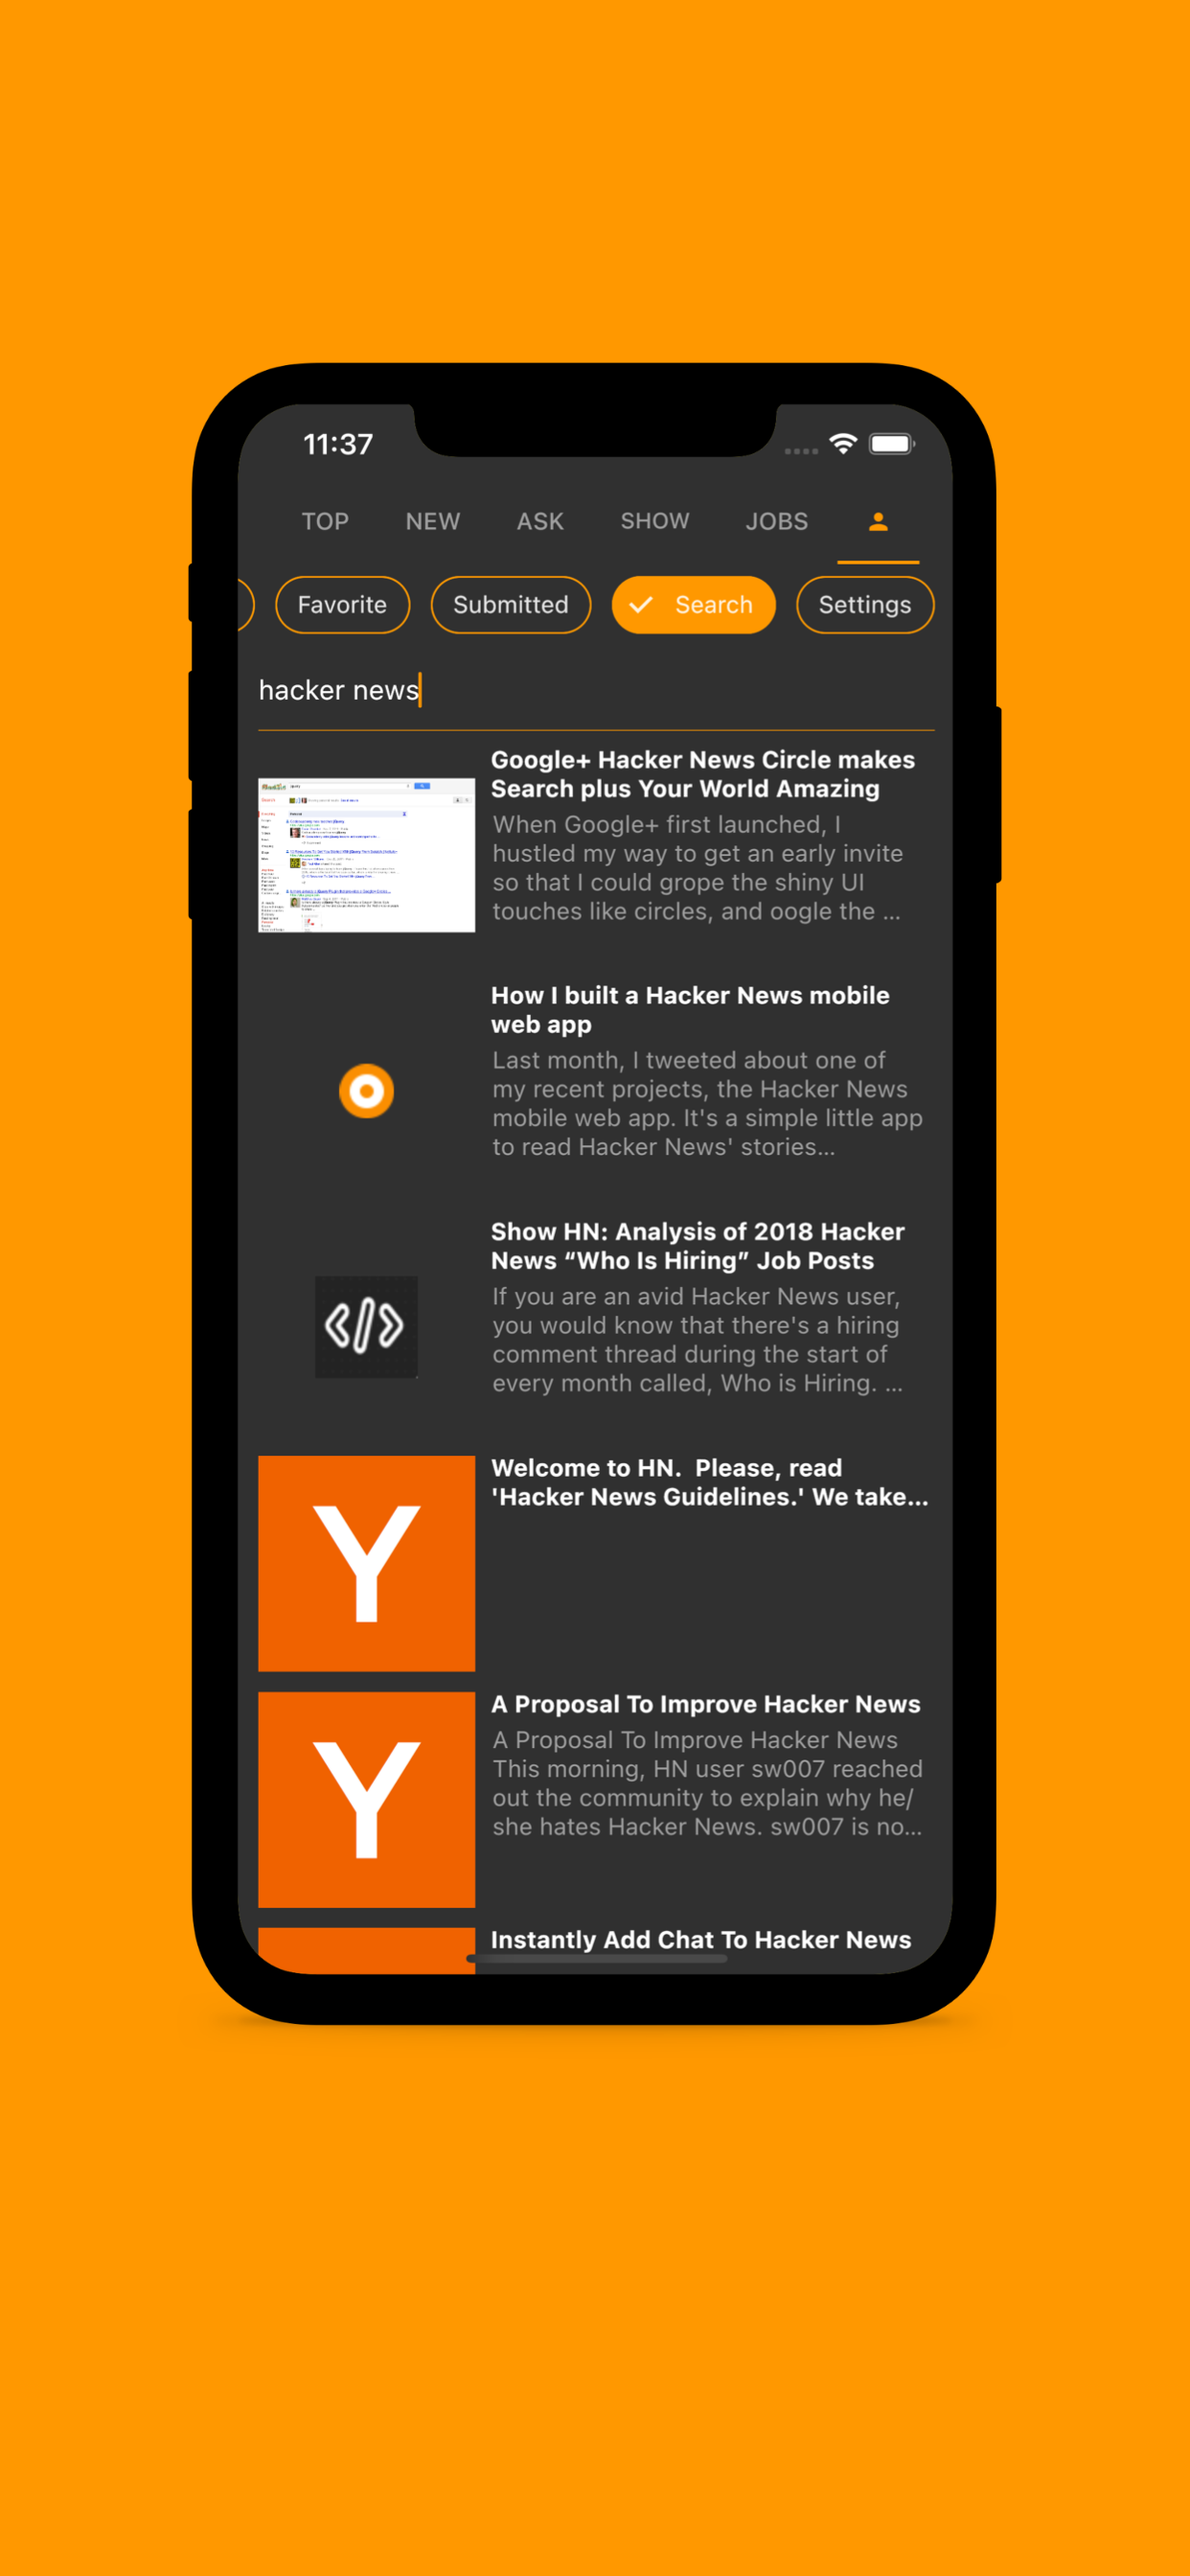 11:37
TOP NEW ASK SHOW JOBS
Favorite Submitted Search Settings
hacker news
Google+ Hacker News Circle makes
Search plus Your World Amazing
When Google+ first launched, I
hustled my way to get an early invite
so that I could grope the shiny UI
touches like circles, and oogle the ...
How I built a Hacker News mobile
web app
Last month, I tweeted about one of
my recent projects, the Hacker News
mobile web app. It's a simple little app
to read Hacker News' stories...
Show HN: Analysis of 2018 Hacker
News “Who Is Hiring” Job Posts
If you are an avid Hacker News user,
you would know that there's a hiring
comment thread during the start of
every month called, Who is Hiring. ...
Y
Welcome to HN.  Please, read
'Hacker News Guidelines.' We take...
Y
A Proposal To Improve Hacker News
A Proposal To Improve Hacker News
This morning, HN user sw007 reached
out the community to explain why he/
she hates Hacker News. sw007 is no...
Instantly Add Chat To Hacker News